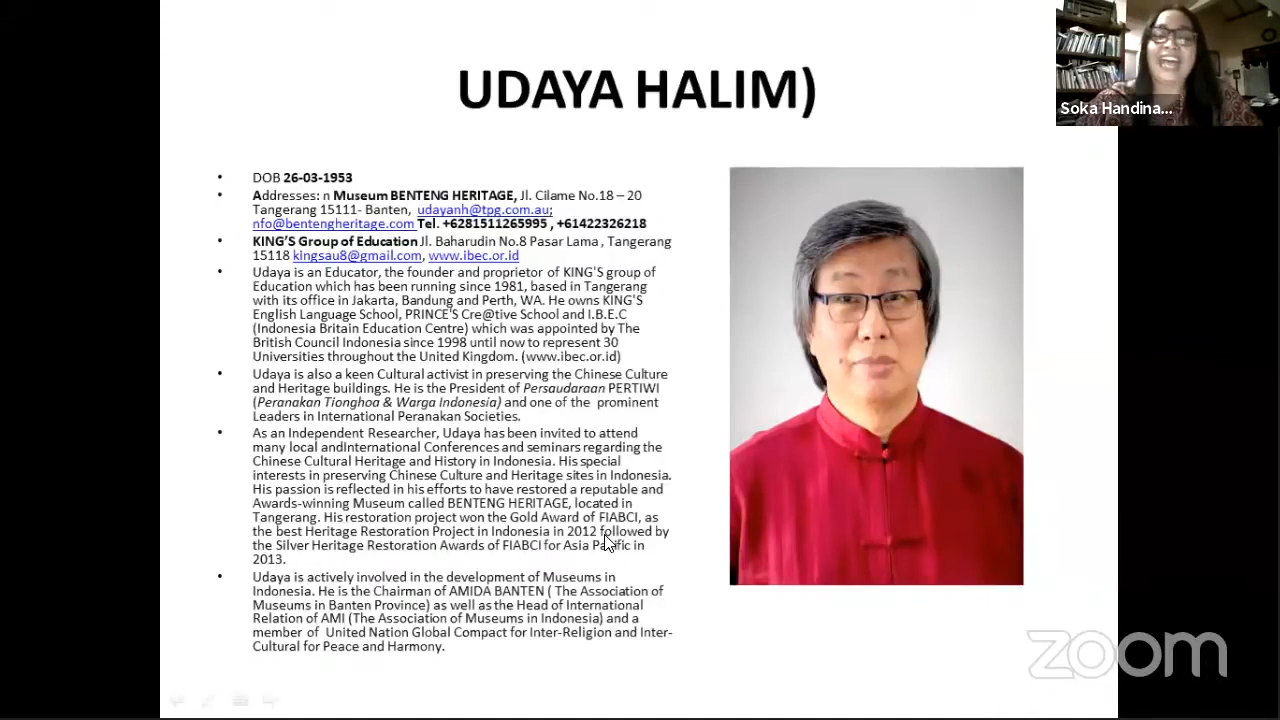 UDAYA HALIM)
Soka Handina...
• DOB 26-03-1953
• Addresses: n Museum BENTENG HERITAGE, Jl. Cilame No.18 – 20
Tangerang 15111- Banten, udayanh@tpg.com.au;
nfo@bentengheritage.com Tel. +6281511265995 , +61422326218
• KING'S Group of Education Jl. Baharudin No.8 Pasar Lama , Tangerang
15118 kingsau8@gmail.com, www.ibec.or.id
• Udaya is an Educator, the founder and proprietor of KING'S group of
Education which has been running since 1981, based in Tangerang
with its office in Jakarta, Bandung and Perth, WA. He owns KING'S
English Language School, PRINCE'S Cre@tive School and I.B.E.C
(Indonesia Britain Education Centre) which was appointed by The
British Council Indonesia since 1998 until now to represent 30
Universities throughout the United Kingdom. (www.ibec.or.id)
• Udaya is also a keen Cultural activist in preserving the Chinese Culture
and Heritage buildings. He is the President of Persaudaraan PERTIWI
(Peranakan Tionghoa & Warga Indonesia) and one of the prominent
Leaders in International Peranakan Societies.
• As an Independent Researcher, Udaya has been invited to attend
many local andInternational Conferences and seminars regarding the
Chinese Cultural Heritage and History in Indonesia. His special
interests in preserving Chinese Culture and Heritage sites in Indonesia.
His passion is reflected in his efforts to have restored a reputable and
Awards-winning Museum called BENTENG HERITAGE, located in
Tangerang. His restoration project won the Gold Award of FIABCI, as
the best Heritage Restoration Project in Indonesia in 2012 followed by
the Silver Heritage Restoration Awards of FIABCI for Asia Pacific in
2013.
• Udaya is actively involved in the development of Museums in
Indonesia. He is the Chairman of AMIDA BANTEN ( The Association of
Museums in Banten Province) as well as the Head of International
Relation of AMI (The Association of Museums in Indonesia) and a
member of United Nation Global Compact for Inter-Religion and Inter-
Cultural for Peace and Harmony.
zoom